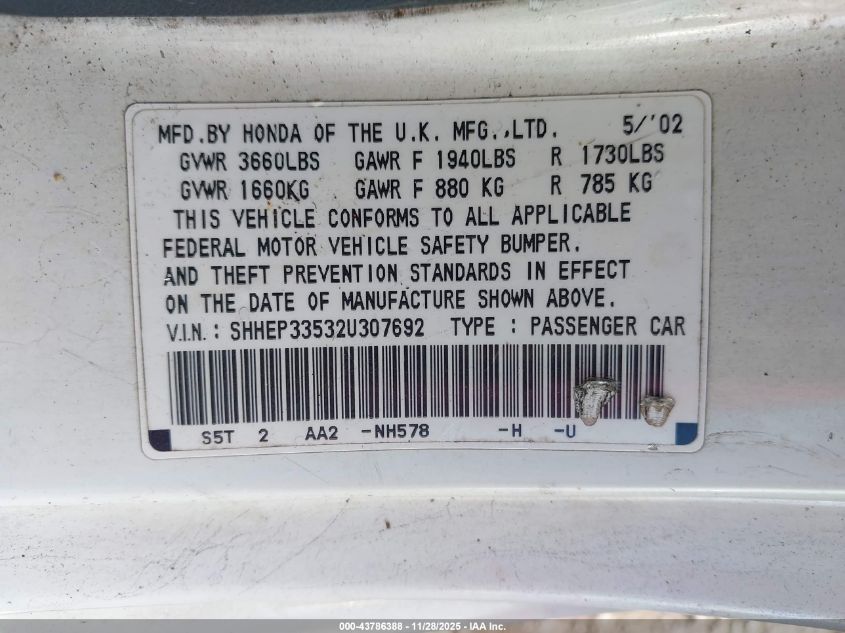 MFD.BY HONDA OF THE U.K. MFG.,LTD. 5/'02
GVWR 3660LBS GAWR F 1940LBS R 1730LBS
GVWR 1660KG GAWR F 880 KG R 785 KG
THIS VEHICLE CONFORMS TO ALL APPLICABLE
FEDERAL MOTOR VEHICLE SAFETY BUMPER.
AND THEFT PREVENTION STANDARDS IN EFFECT
ON THE DATE OF MANUFACTURE SHOWN ABOVE.
V.I.N.: SHHEP33532U307692 TYPE : PASSENGER CAR
S5T 2 AA2 -NH578 -H -U
000-43786388 - 11/28/2025 - IAA Inc.